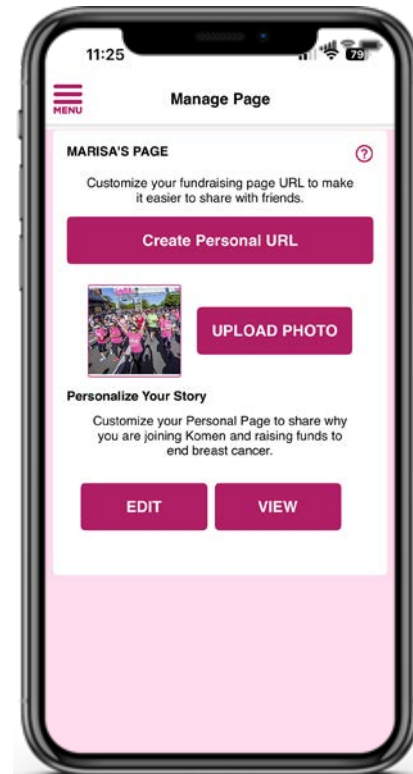 11:25
79
MENU
Manage Page
MARISA'S PAGE
?
Customize your fundraising page URL to make
it easier to share with friends.
Create Personal URL
UPLOAD PHOTO
Personalize Your Story
Customize your Personal Page to share why
you are joining Komen and raising funds to
end breast cancer.
EDIT
VIEW